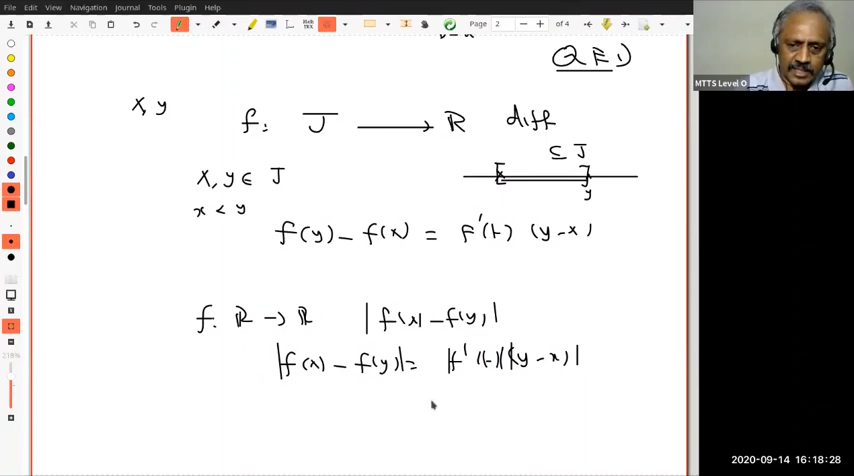 File Edit View Navigation Journal Tools Plugin Help
Page 2 of 4
QED
x, y
f: J ⟶ ℝ diff
⊆ J
x, y ∈ J
x < y
y
f(y) - f(x) = f'(t) (y-x)
f: ℝ → ℝ |f(x) - f(y)|
|f(x) - f(y)| = |f'(t)||(y-x)|
MTTS Level O
218%
2020-09-14 16:18:28